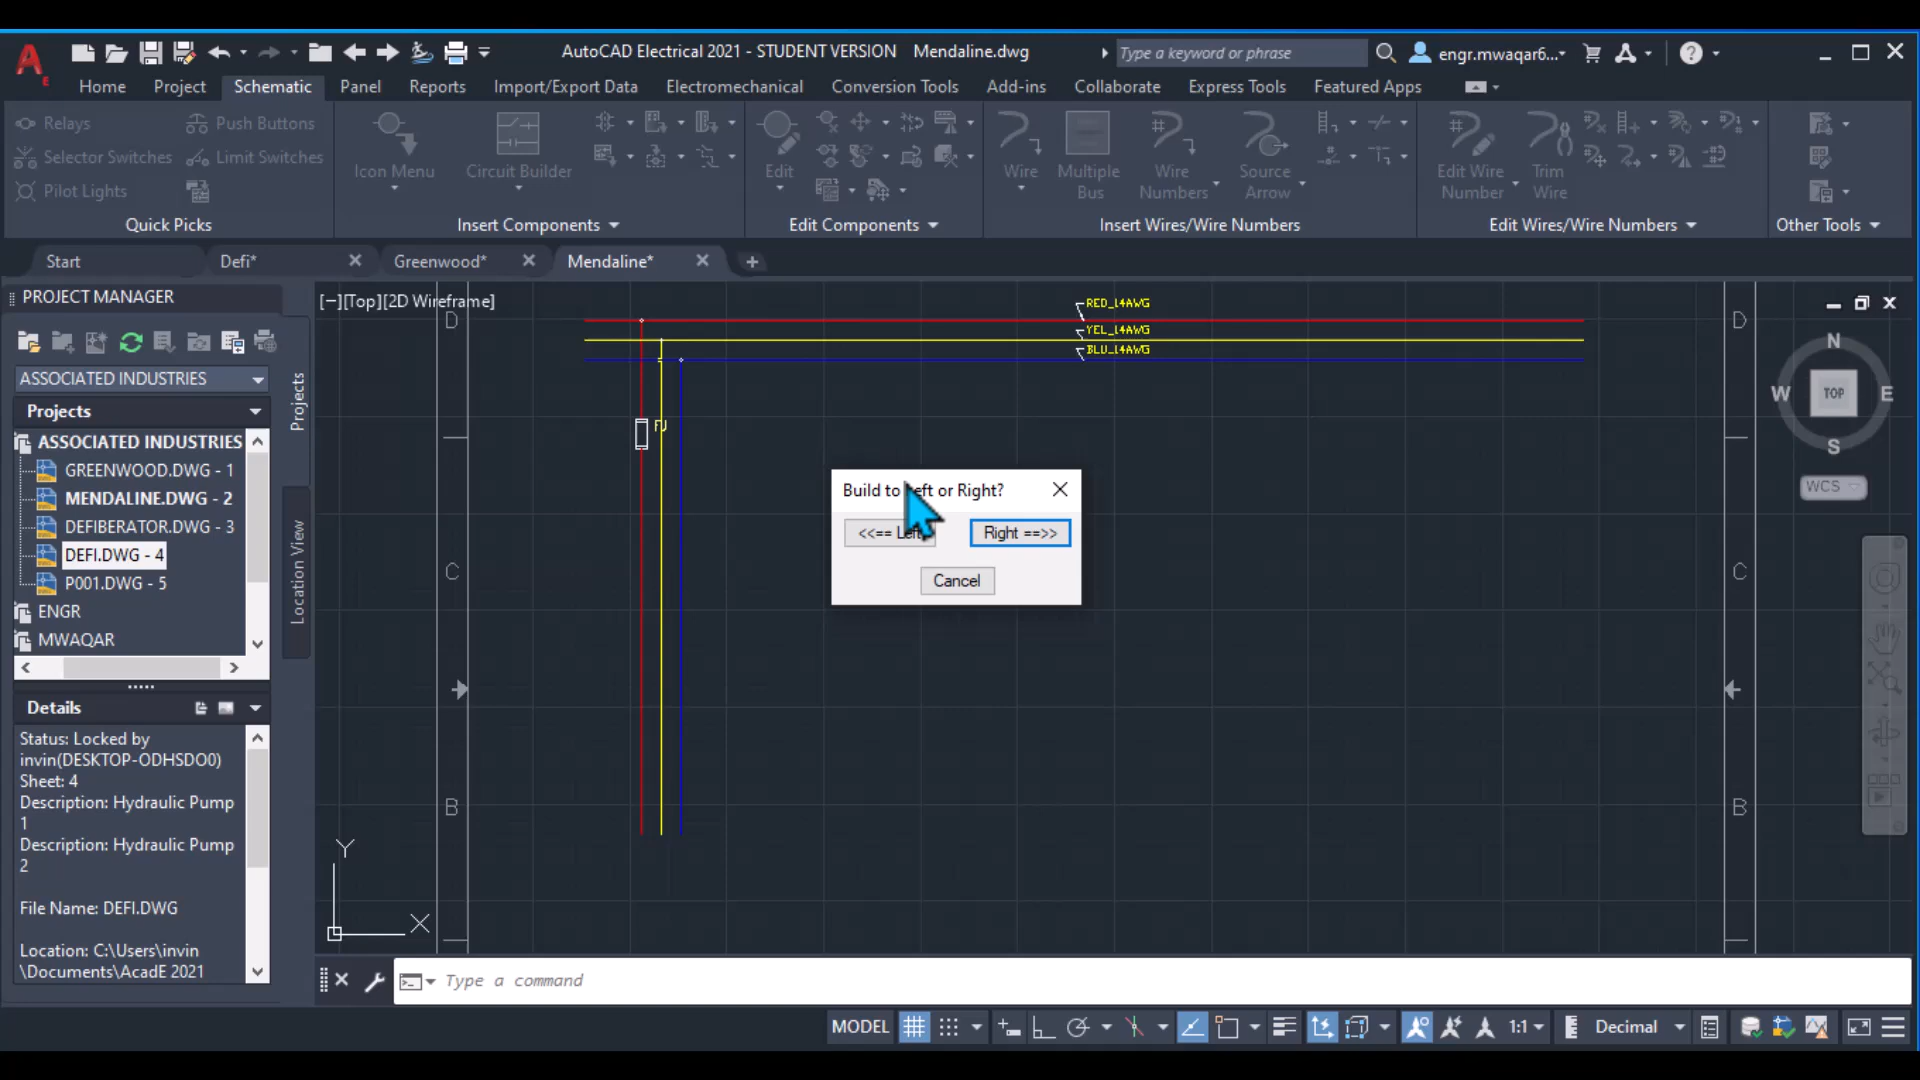 AutoCAD Electrical 2021 - STUDENT VERSION Mendaline.dwg
Type a keyword or phrase
engr.mwaqar6...
Home Project Schematic Panel Reports Import/Export Data Electromechanical Conversion Tools Add-ins Collaborate Express Tools Featured Apps
Relays Push Buttons
Selector Switches Limit Switches
Pilot Lights
Quick Picks
Icon Menu Circuit Builder
Insert Components
Edit
Edit Components
Wire Multiple Bus Wire Numbers Source Arrow
Insert Wires/Wire Numbers
Edit Wire Number Trim Wire
Edit Wires/Wire Numbers
Other Tools
Start Defi* Greenwood* Mendaline*
PROJECT MANAGER
ASSOCIATED INDUSTRIES
Projects
ASSOCIATED INDUSTRIES
GREENWOOD.DWG - 1
MENDALINE.DWG - 2
DEFIBERATOR.DWG - 3
DEFI.DWG - 4
P001.DWG - 5
ENGR
MWAQAR
Projects
Location View
Details
Status: Locked by
invin(DESKTOP-ODHSDO0)
Sheet: 4
Description: Hydraulic Pump
1
Description: Hydraulic Pump
2
File Name: DEFI.DWG
Location: C:\Users\invin
\Documents\AcadE 2021
[−][Top][2D Wireframe]
D
C
B
RED_14AWG
YEL_14AWG
BLU_14AWG
FU
Build to Left or Right?
<<== Left
Right ==>>
Cancel
D
C
B
N
W TOP E
S
WCS
Y
X
Type a command
MODEL 1:1 Decimal